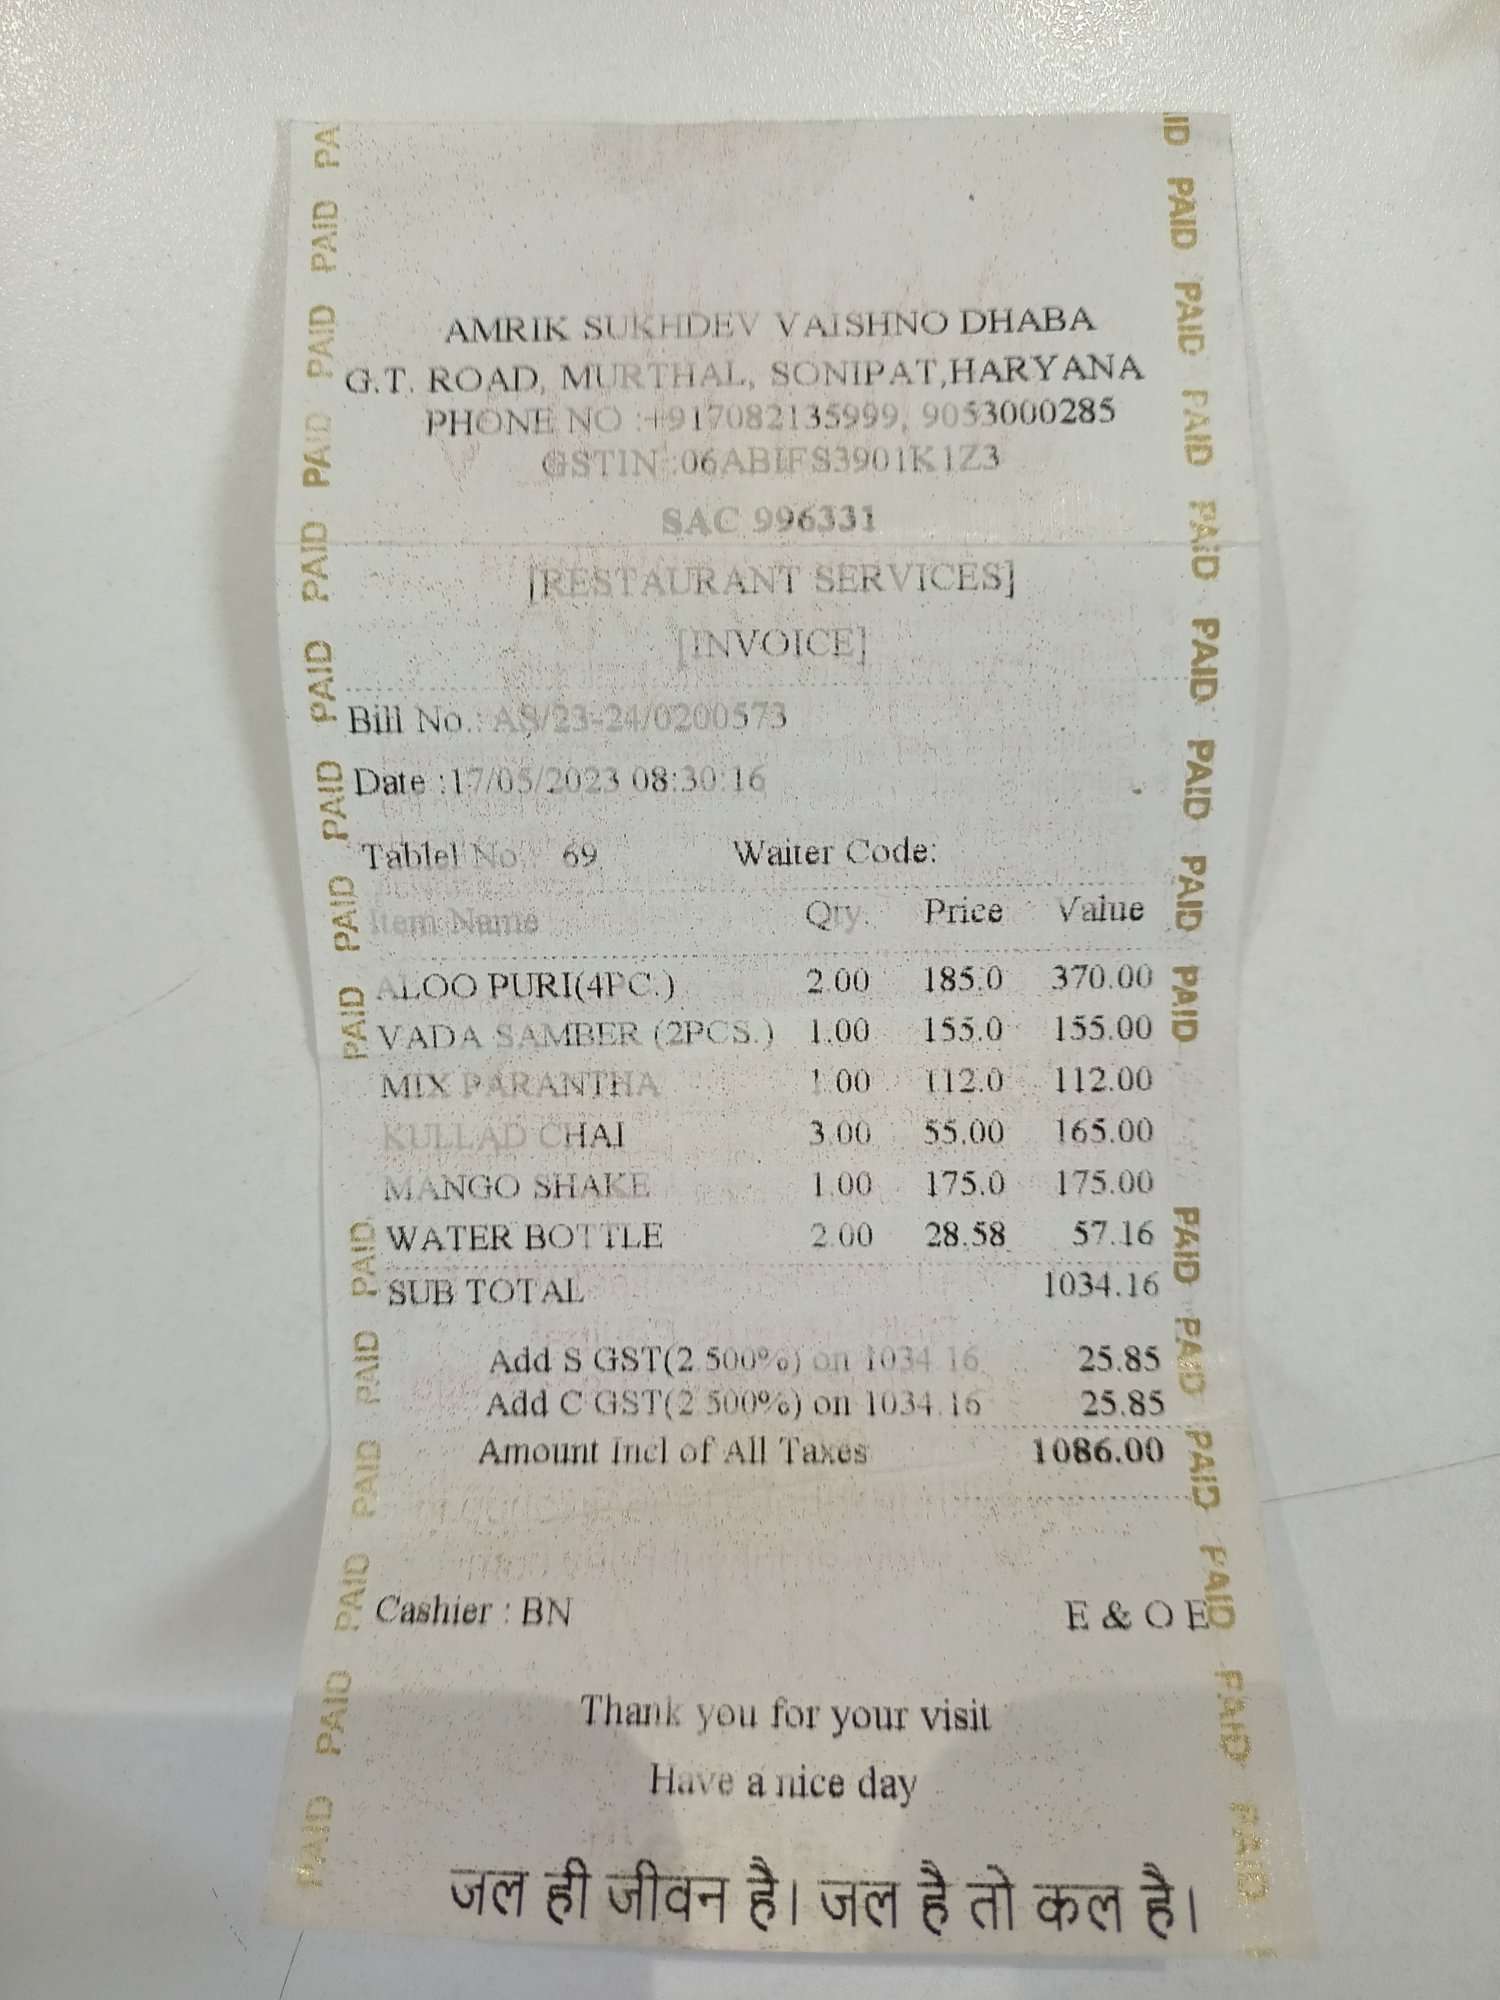 AMRIK SUKHDEV VAISHNO DHABA
G.T. ROAD, MURTHAL, SONIPAT,HARYANA
PHONE NO :+917082135999, 9053000285
GSTIN :06ABIFS3901K1Z3
SAC 996331
[RESTAURANT SERVICES]
[INVOICE]
Bill No.: AS/23-24/0200573
Date :17/05/2023 08:30:16
Tablel No.: 69 Waiter Code:
Item Name Qty. Price Value
ALOO PURI(4PC.) 2.00 185.0 370.00
VADA SAMBER (2PCS.) 1.00 155.0 155.00
MIX PARANTHA 1.00 112.0 112.00
KULLAD CHAI 3.00 55.00 165.00
MANGO SHAKE 1.00 175.0 175.00
WATER BOTTLE 2.00 28.58 57.16
SUB TOTAL 1034.16
Add S GST(2.500%) on 1034.16 25.85
Add C GST(2.500%) on 1034.16 25.85
Amount Incl of All Taxes 1086.00
Cashier : BN E & O E
Thank you for your visit
Have a nice day
जल ही जीवन है। जल है तो कल है।
PAID PAID PAID PAID PAID PAID PAID PAID PAID PAID PAID PAID PAID PAID
PAID PAID PAID PAID PAID PAID PAID PAID PAID PAID PAID PAID PAID PAID